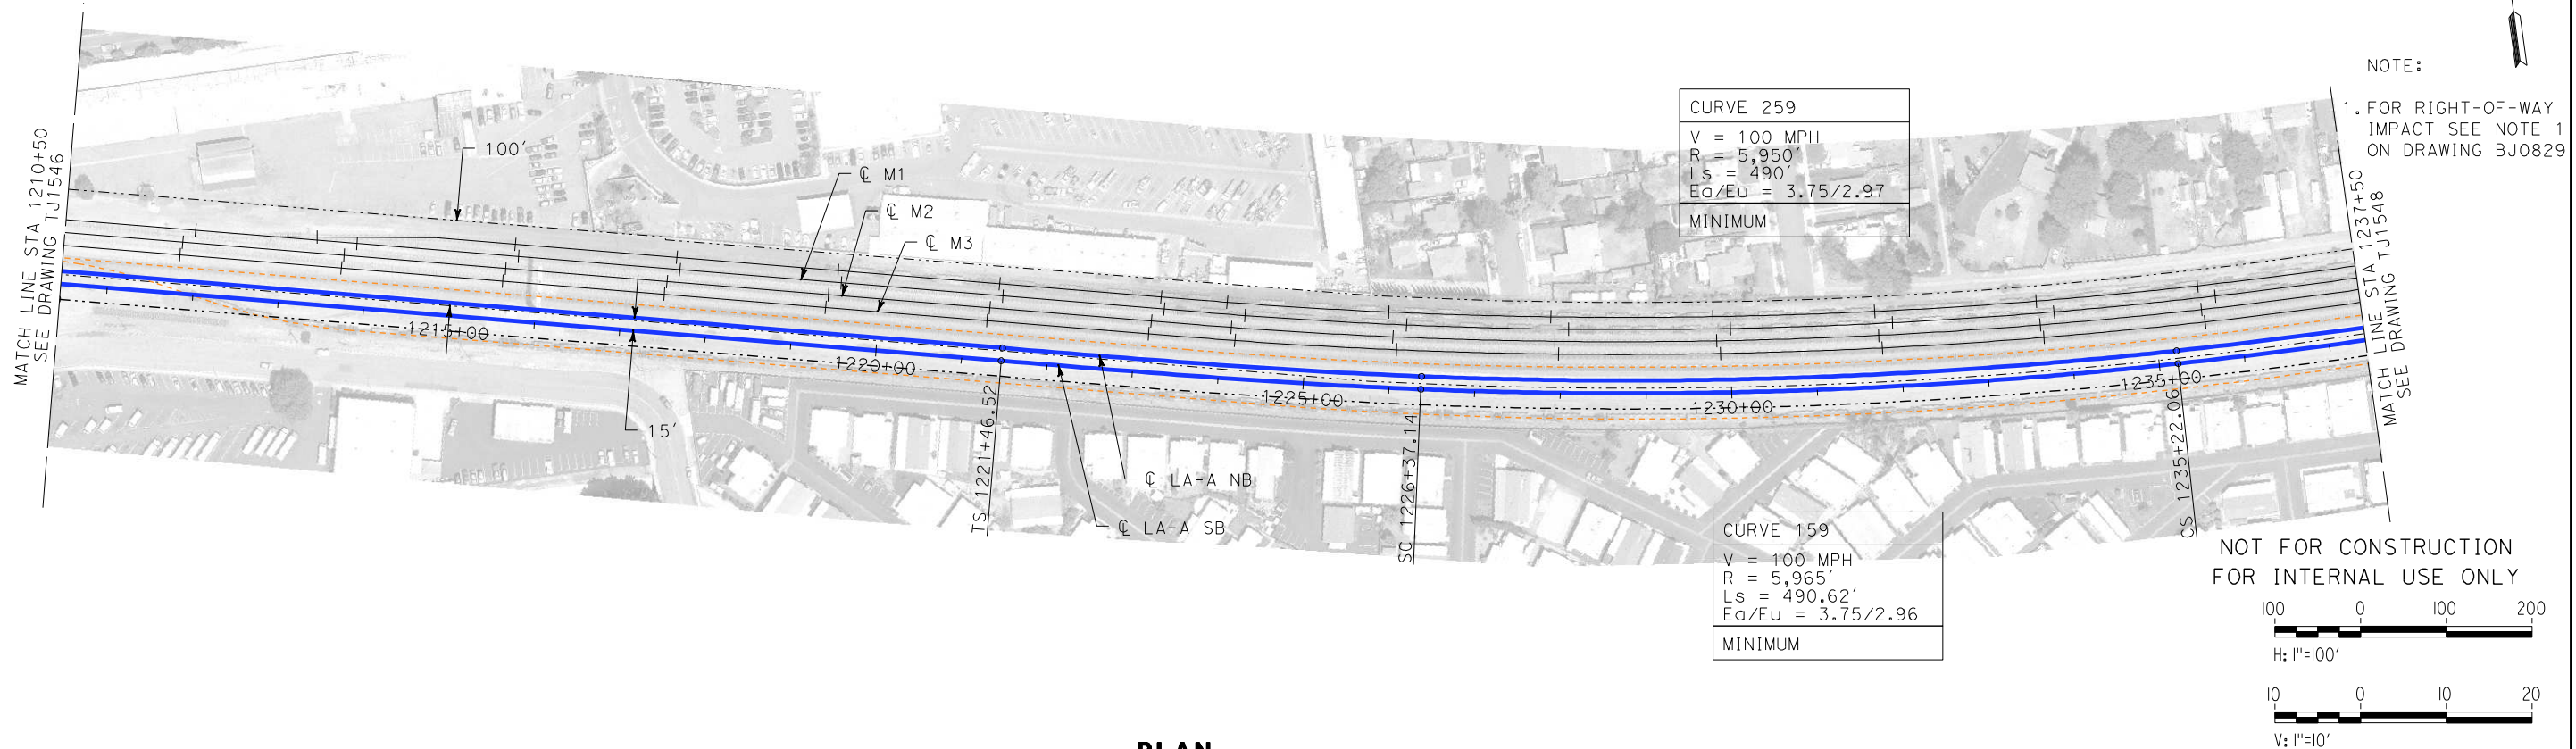 MATCH LINE STA 1210+50
SEE DRAWING TJ1546
100'
℄ M1
℄ M2
℄ M3
CURVE 259
V = 100 MPH
R = 5,950'
Ls = 490'
Ea/Eu = 3.75/2.97
MINIMUM
NOTE:
1. FOR RIGHT-OF-WAY
IMPACT SEE NOTE 1
ON DRAWING BJ0829
MATCH LINE STA 1237+50
SEE DRAWING TJ1548
1215+00
1220+00
1225+00
1230+00
1235+00
15'
TS 1221+46.52
SC 1226+37.14
CS 1235+22.06
℄ LA-A NB
℄ LA-A SB
CURVE 159
V = 100 MPH
R = 5,965'
Ls = 490.62'
Ea/Eu = 3.75/2.96
MINIMUM
NOT FOR CONSTRUCTION
FOR INTERNAL USE ONLY
100 0 100 200
H: 1"=100'
10 0 10 20
V: 1"=10'
PLAN